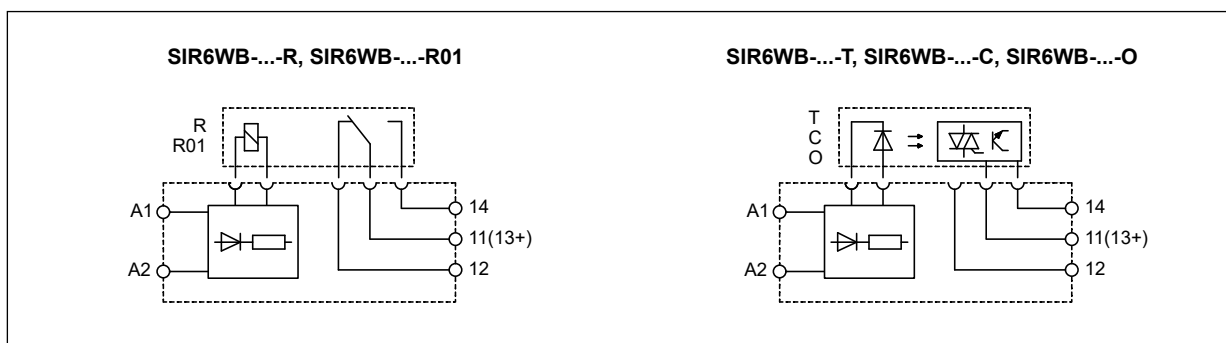 SIR6WB-...-R, SIR6WB-...-R01
R
R01
A1
A2
14
11(13+)
12
SIR6WB-...-T, SIR6WB-...-C, SIR6WB-...-O
T
C
O
A1
A2
14
11(13+)
12